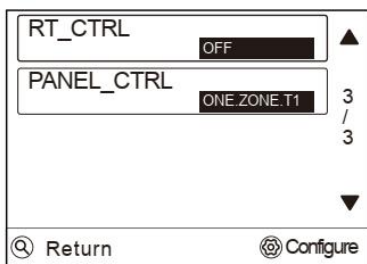 RT_CTRL
OFF
PANEL_CTRL
ONE.ZONE.T1
3
/
3
Return
Configure